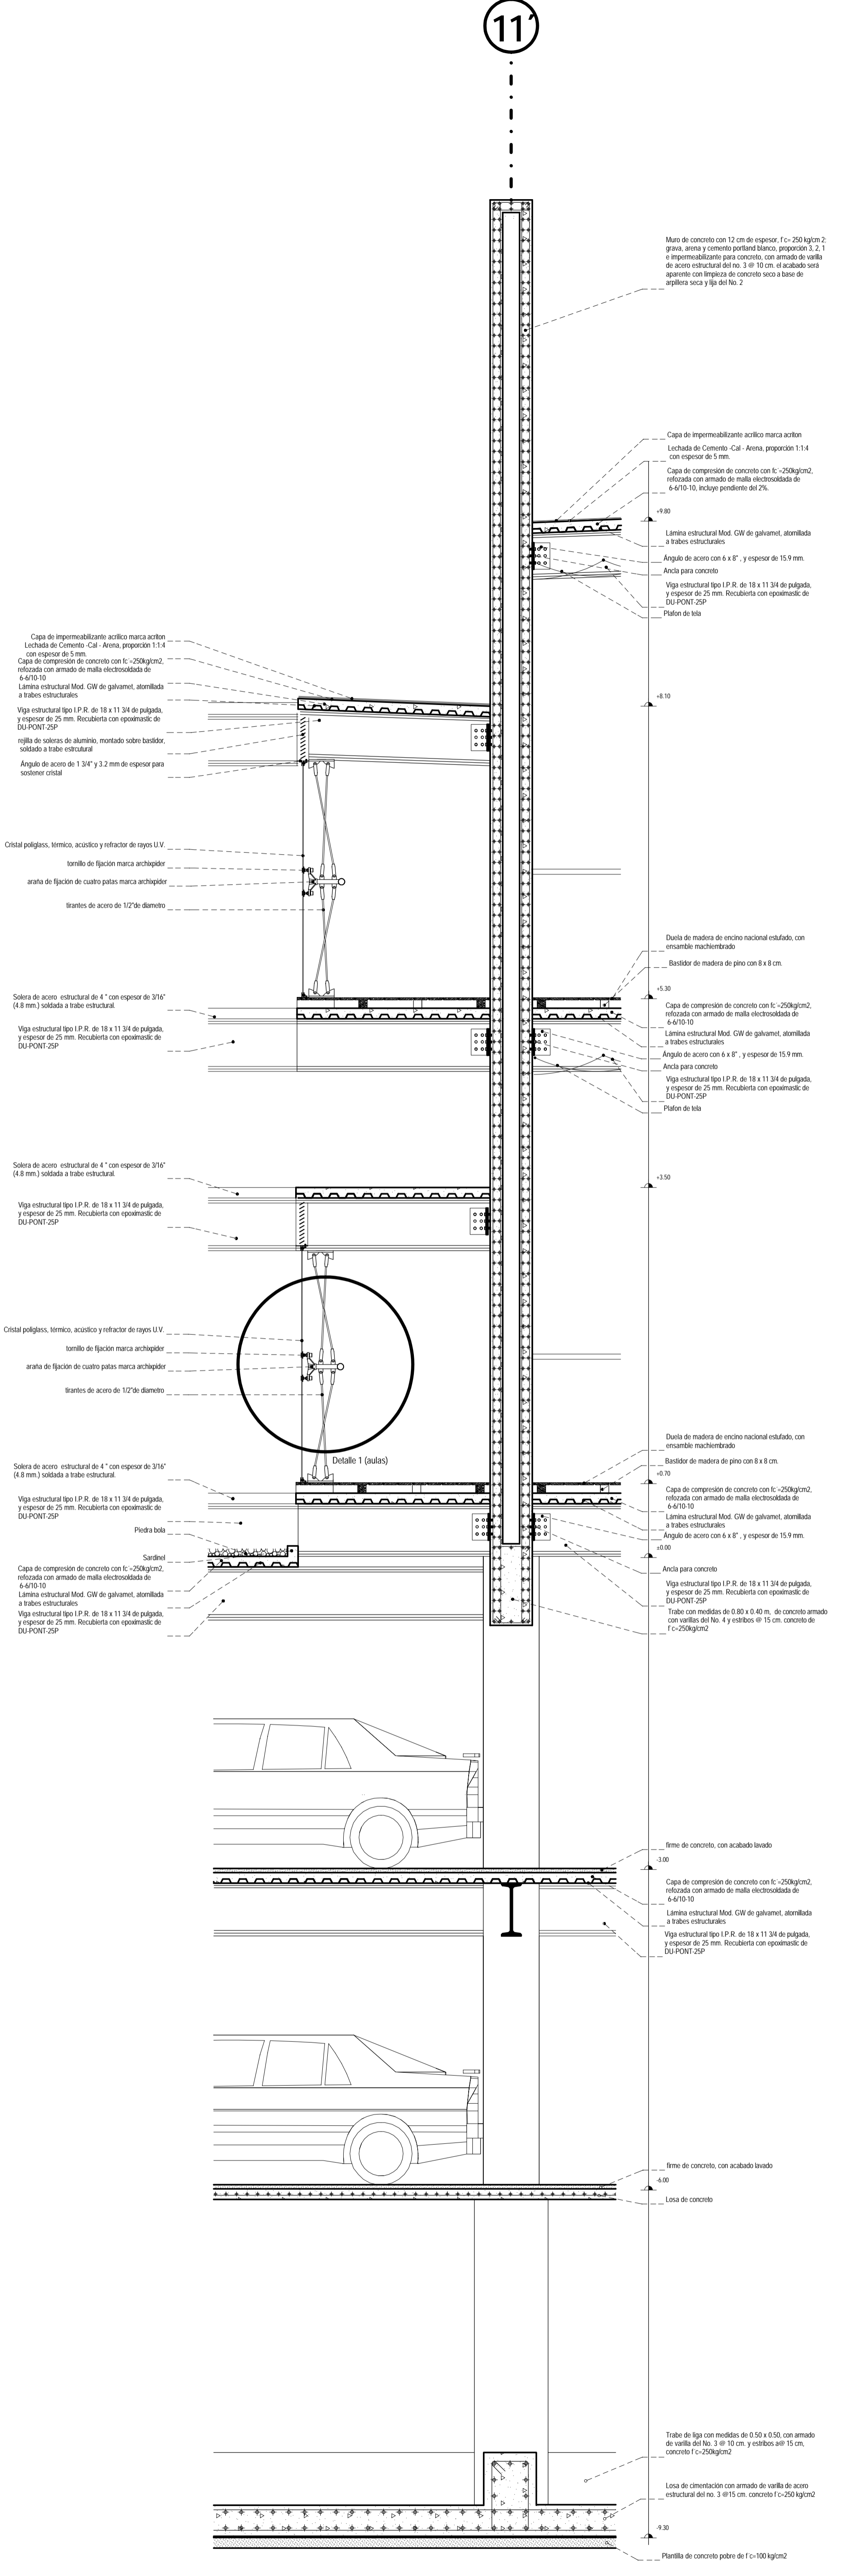 11´
Muro de concreto con 12 cm de espesor, f´c= 250 kg/cm 2:
grava, arena y cemento portland blanco, proporción 3, 2, 1
e impermeabilizante para concreto, con armado de varilla
de acero estructural del no. 3 @ 10 cm. el acabado será
aparente con limpieza de concreto seco a base de
arpillera seca y lija del No. 2
Capa de impermeabilizante acrilico marca acriton
Lechada de Cemento -Cal - Arena, proporción 1:1:4
con espesor de 5 mm.
Capa de compresión de concreto con fc´=250kg/cm2,
refozada con armado de malla electrosoldada de
6-6/10-10, incluye pendiente del 2%.
+9.80
Lámina estructural Mod. GW de galvamet, atornillada
a trabes estructurales
Ángulo de acero con 6 x 8" , y espesor de 15.9 mm.
Ancla para concreto
Viga estructural tipo I.P.R. de 18 x 11 3/4 de pulgada,
y espesor de 25 mm. Recubierta con epoximastic de
DU-PONT-25P
Plafon de tela
Capa de impermeabilizante acrilico marca acriton
Lechada de Cemento -Cal - Arena, proporción 1:1:4
con espesor de 5 mm.
Capa de compresión de concreto con fc´=250kg/cm2,
refozada con armado de malla electrosoldada de
6-6/10-10
Lámina estructural Mod. GW de galvamet, atornillada
a trabes estructurales
Viga estructural tipo I.P.R. de 18 x 11 3/4 de pulgada,
y espesor de 25 mm. Recubierta con epoximastic de
DU-PONT-25P
rejilla de soleras de aluminio, montado sobre bastidor,
soldado a trabe estrcutural
Ángulo de acero de 1 3/4" y 3.2 mm de espesor para
sostener cristal
+8.10
Cristal poliglass, térmico, acústico y refractor de rayos U.V.
tornillo de fijación marca archixpider
araña de fijación de cuatro patas marca archixpider
tirantes de acero de 1/2"de diametro
Duela de madera de encino nacional estufado, con
ensamble machiembrado
Bastidor de madera de pino con 8 x 8 cm.
+5.30
Capa de compresión de concreto con fc´=250kg/cm2,
refozada con armado de malla electrosoldada de
6-6/10-10
Lámina estructural Mod. GW de galvamet, atornillada
a trabes estructurales
Ángulo de acero con 6 x 8" , y espesor de 15.9 mm.
Ancla para concreto
Viga estructural tipo I.P.R. de 18 x 11 3/4 de pulgada,
y espesor de 25 mm. Recubierta con epoximastic de
DU-PONT-25P
Plafon de tela
Solera de acero  estructural de 4 " con espesor de 3/16"
(4.8 mm.) soldada a trabe estructural.
Viga estructural tipo I.P.R. de 18 x 11 3/4 de pulgada,
y espesor de 25 mm. Recubierta con epoximastic de
DU-PONT-25P
Solera de acero  estructural de 4 " con espesor de 3/16"
(4.8 mm.) soldada a trabe estructural.
+3.50
Viga estructural tipo I.P.R. de 18 x 11 3/4 de pulgada,
y espesor de 25 mm. Recubierta con epoximastic de
DU-PONT-25P
Cristal poliglass, térmico, acústico y refractor de rayos U.V.
tornillo de fijación marca archixpider
araña de fijación de cuatro patas marca archixpider
tirantes de acero de 1/2"de diametro
Detalle 1 (aulas)
Solera de acero  estructural de 4 " con espesor de 3/16"
(4.8 mm.) soldada a trabe estructural.
Viga estructural tipo I.P.R. de 18 x 11 3/4 de pulgada,
y espesor de 25 mm. Recubierta con epoximastic de
DU-PONT-25P
Piedra bola
Sardinel
Capa de compresión de concreto con fc´=250kg/cm2,
refozada con armado de malla electrosoldada de
6-6/10-10
Lámina estructural Mod. GW de galvamet, atornillada
a trabes estructurales
Viga estructural tipo I.P.R. de 18 x 11 3/4 de pulgada,
y espesor de 25 mm. Recubierta con epoximastic de
DU-PONT-25P
Duela de madera de encino nacional estufado, con
ensamble machiembrado
Bastidor de madera de pino con 8 x 8 cm.
+0.70
Capa de compresión de concreto con fc´=250kg/cm2,
refozada con armado de malla electrosoldada de
6-6/10-10
Lámina estructural Mod. GW de galvamet, atornillada
a trabes estructurales
Ángulo de acero con 6 x 8" , y espesor de 15.9 mm.
±0.00
Ancla para concreto
Viga estructural tipo I.P.R. de 18 x 11 3/4 de pulgada,
y espesor de 25 mm. Recubierta con epoximastic de
DU-PONT-25P
Trabe con medidas de 0.80 x 0.40 m,  de concreto armado
con varillas del No. 4 y estribos @ 15 cm. concreto de
f´c=250kg/cm2
firme de concreto, con acabado lavado
-3.00
Capa de compresión de concreto con fc´=250kg/cm2,
refozada con armado de malla electrosoldada de
6-6/10-10
Lámina estructural Mod. GW de galvamet, atornillada
a trabes estructurales
Viga estructural tipo I.P.R. de 18 x 11 3/4 de pulgada,
y espesor de 25 mm. Recubierta con epoximastic de
DU-PONT-25P
firme de concreto, con acabado lavado
-6.00
Losa de concreto
Trabe de liga con medidas de 0.50 x 0.50, con armado
de varilla del No. 3 @ 10 cm. y estribos a@ 15 cm,
concreto f´c=250kg/cm2
Losa de cimentación con armado de varilla de acero
estructural del no. 3 @15 cm. concreto f´c=250 kg/cm2
-9.30
Plantilla de concreto pobre de f´c=100 kg/cm2